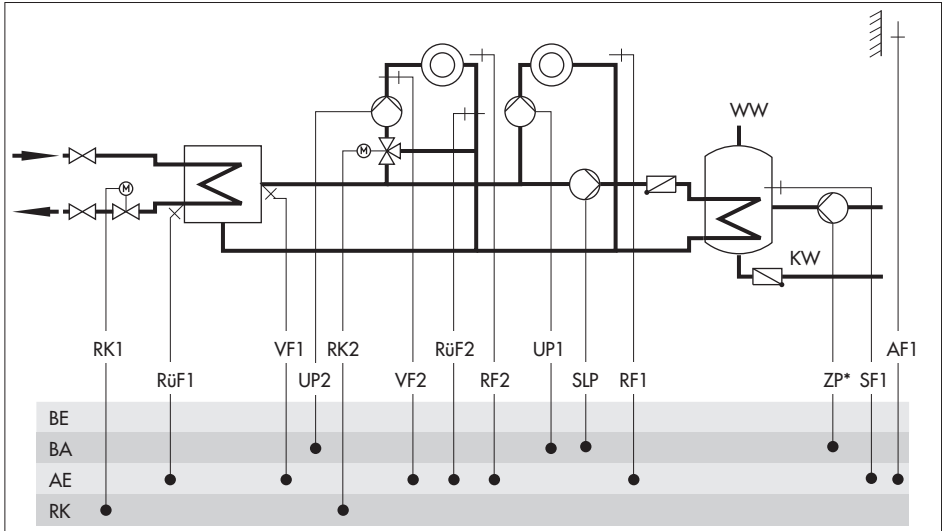 WW
M
M
KW
RK1 VF1 RK2 RüF2 UP1 AF1
RüF1 UP2 VF2 RF2 SLP RF1 ZP* SF1
BE
BA
AE
RK